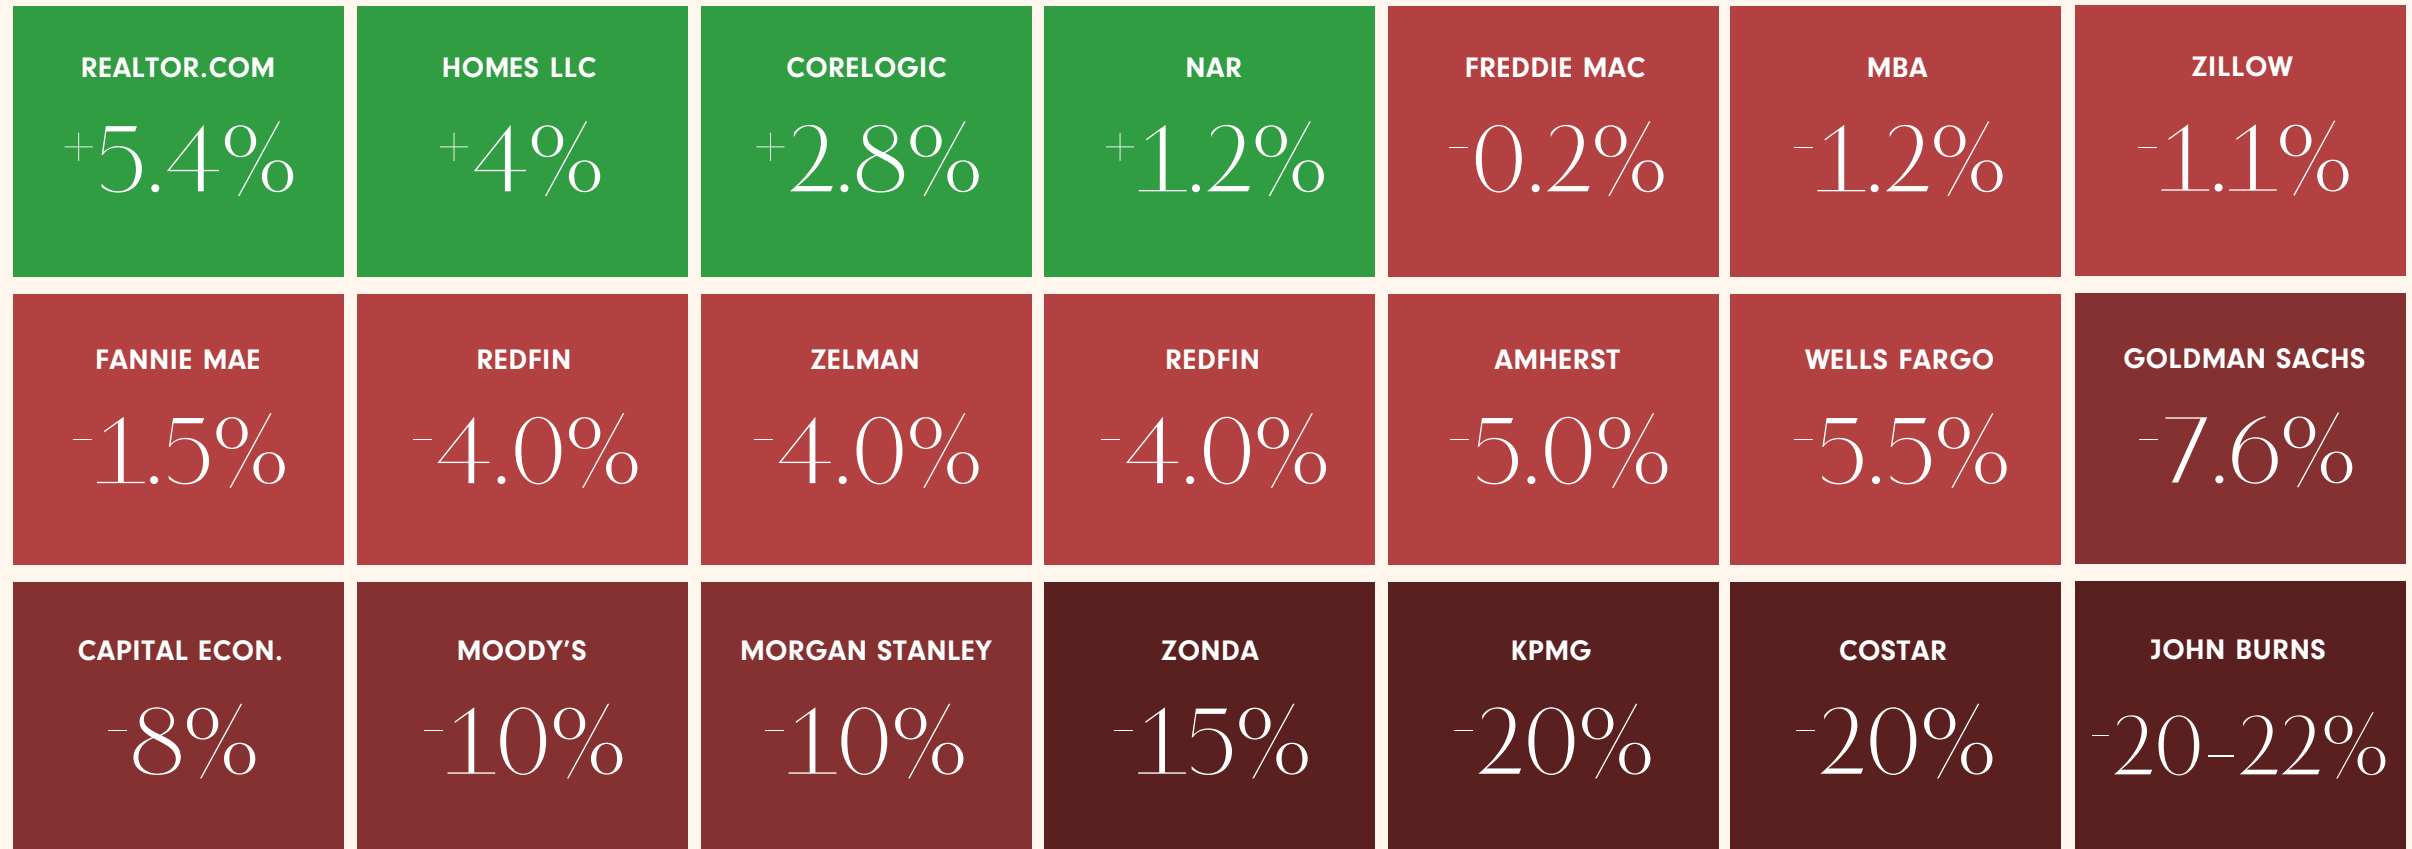 REALTOR.COM
+5.4%
HOMES LLC
+4%
CORELOGIC
+2.8%
NAR
+1.2%
FREDDIE MAC
-0.2%
MBA
-1.2%
ZILLOW
-1.1%
FANNIE MAE
-1.5%
REDFIN
-4.0%
ZELMAN
-4.0%
REDFIN
-4.0%
AMHERST
-5.0%
WELLS FARGO
-5.5%
GOLDMAN SACHS
-7.6%
CAPITAL ECON.
-8%
MOODY'S
-10%
MORGAN STANLEY
-10%
ZONDA
-15%
KPMG
-20%
COSTAR
-20%
JOHN BURNS
-20-22%